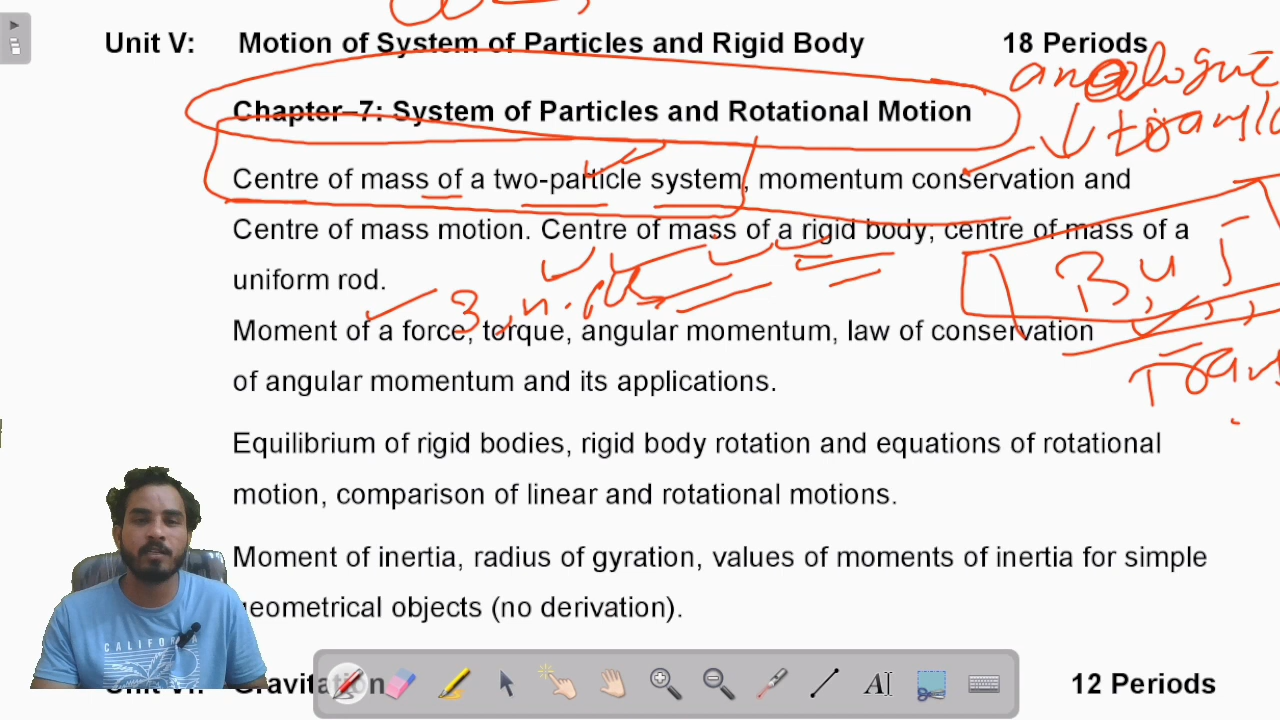 Unit V: Motion of System of Particles and Rigid Body 18 Periods
analogue
Chapter–7: System of Particles and Rotational Motion
Centre of mass of a two-particle system, momentum conservation and
Centre of mass motion. Centre of mass of a rigid body, centre of mass of a
uniform rod.
Moment of a force, torque, angular momentum, law of conservation
of angular momentum and its applications.
Equilibrium of rigid bodies, rigid body rotation and equations of rotational
motion, comparison of linear and rotational motions.
Moment of inertia, radius of gyration, values of moments of inertia for simple
geometrical objects (no derivation).
CALIFORNIA
12 Periods